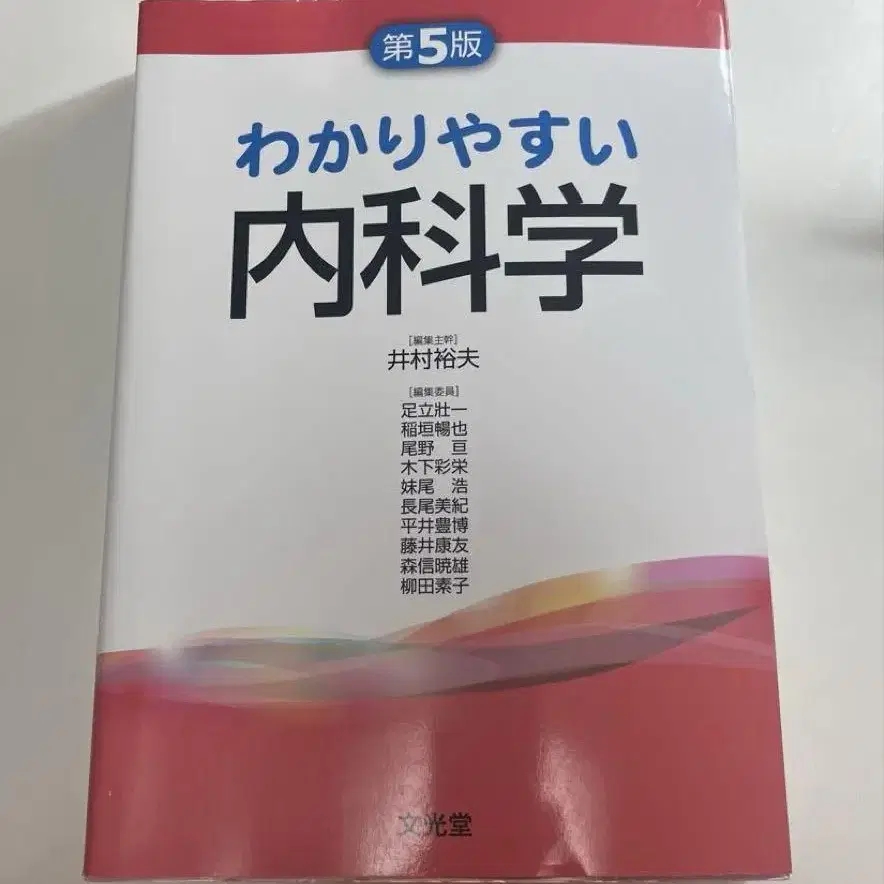 第5版
わかりやすい
内科学
[編集主幹]
井村裕夫
[編集委員]
足立壯一
稲垣暢也
尾野 亘
木下彩栄
妹尾 浩
長尾美紀
平井豊博
藤井康友
森信暁雄
柳田素子
文光堂